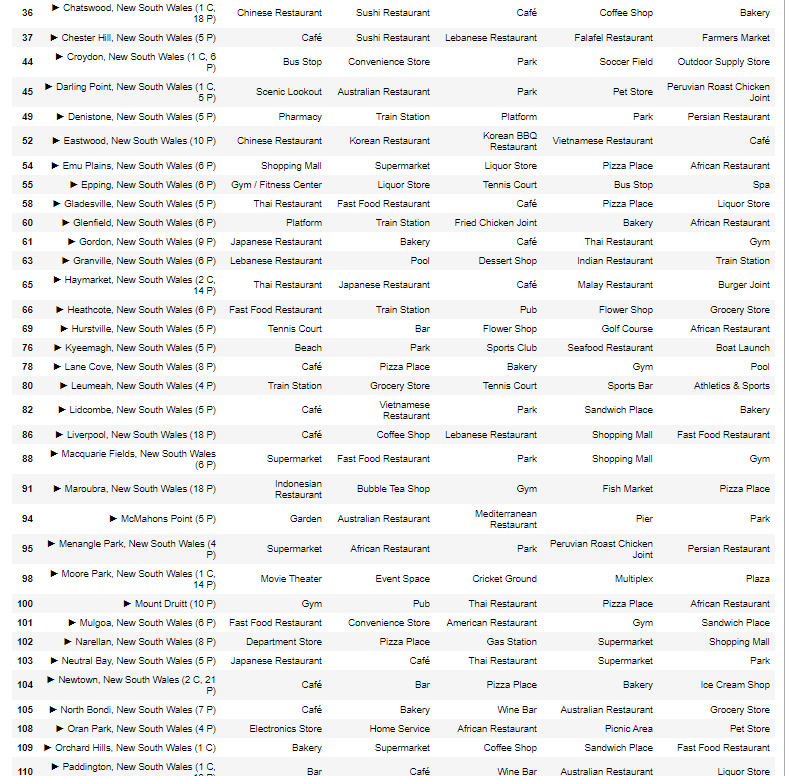 36 ► Chatswood, New South Wales (1 C, 18 P) Chinese Restaurant Sushi Restaurant Café Coffee Shop Bakery
37 ► Chester Hill, New South Wales (5 P) Café Sushi Restaurant Lebanese Restaurant Falafel Restaurant Farmers Market
44 ► Croydon, New South Wales (1 C, 6 P) Bus Stop Convenience Store Park Soccer Field Outdoor Supply Store
45 ► Darling Point, New South Wales (1 C, 5 P) Scenic Lookout Australian Restaurant Park Pet Store Peruvian Roast Chicken Joint
49 ► Denistone, New South Wales (5 P) Pharmacy Train Station Platform Park Persian Restaurant
52 ► Eastwood, New South Wales (10 P) Chinese Restaurant Korean Restaurant Korean BBQ Restaurant Vietnamese Restaurant Café
54 ► Emu Plains, New South Wales (6 P) Shopping Mall Supermarket Liquor Store Pizza Place African Restaurant
55 ► Epping, New South Wales (6 P) Gym / Fitness Center Liquor Store Tennis Court Bus Stop Spa
58 ► Gladesville, New South Wales (5 P) Thai Restaurant Fast Food Restaurant Café Pizza Place Liquor Store
60 ► Glenfield, New South Wales (6 P) Platform Train Station Fried Chicken Joint Bakery African Restaurant
61 ► Gordon, New South Wales (9 P) Japanese Restaurant Bakery Café Thai Restaurant Gym
63 ► Granville, New South Wales (6 P) Lebanese Restaurant Pool Dessert Shop Indian Restaurant Train Station
65 ► Haymarket, New South Wales (2 C, 14 P) Thai Restaurant Japanese Restaurant Café Malay Restaurant Burger Joint
66 ► Heathcote, New South Wales (6 P) Fast Food Restaurant Train Station Pub Flower Shop Grocery Store
69 ► Hurstville, New South Wales (5 P) Tennis Court Bar Flower Shop Golf Course African Restaurant
76 ► Kyeemagh, New South Wales (5 P) Beach Park Sports Club Seafood Restaurant Boat Launch
78 ► Lane Cove, New South Wales (8 P) Café Pizza Place Bakery Gym Pool
80 ► Leumeah, New South Wales (4 P) Train Station Grocery Store Tennis Court Sports Bar Athletics & Sports
82 ► Lidcombe, New South Wales (5 P) Café Vietnamese Restaurant Park Sandwich Place Bakery
86 ► Liverpool, New South Wales (18 P) Café Coffee Shop Lebanese Restaurant Shopping Mall Fast Food Restaurant
88 ► Macquarie Fields, New South Wales (6 P) Supermarket Fast Food Restaurant Park Shopping Mall Gym
91 ► Maroubra, New South Wales (18 P) Indonesian Restaurant Bubble Tea Shop Gym Fish Market Pizza Place
94 ► McMahons Point (5 P) Garden Australian Restaurant Mediterranean Restaurant Pier Park
95 ► Menangle Park, New South Wales (4 P) Supermarket African Restaurant Park Peruvian Roast Chicken Joint Persian Restaurant
98 ► Moore Park, New South Wales (1 C, 14 P) Movie Theater Event Space Cricket Ground Multiplex Plaza
100 ► Mount Druitt (10 P) Gym Pub Thai Restaurant Pizza Place African Restaurant
101 ► Mulgoa, New South Wales (6 P) Fast Food Restaurant Convenience Store American Restaurant Gym Sandwich Place
102 ► Narellan, New South Wales (8 P) Department Store Pizza Place Gas Station Supermarket Shopping Mall
103 ► Neutral Bay, New South Wales (5 P) Japanese Restaurant Café Thai Restaurant Supermarket Park
104 ► Newtown, New South Wales (2 C, 21 P) Café Bar Pizza Place Bakery Ice Cream Shop
105 ► North Bondi, New South Wales (7 P) Café Bakery Wine Bar Australian Restaurant Grocery Store
108 ► Oran Park, New South Wales (4 P) Electronics Store Home Service African Restaurant Picnic Area Pet Store
109 ► Orchard Hills, New South Wales (1 C) Bakery Supermarket Coffee Shop Sandwich Place Fast Food Restaurant
110 ► Paddington, New South Wales (1 C, Bar Café Wine Bar Australian Restaurant Liquor Store